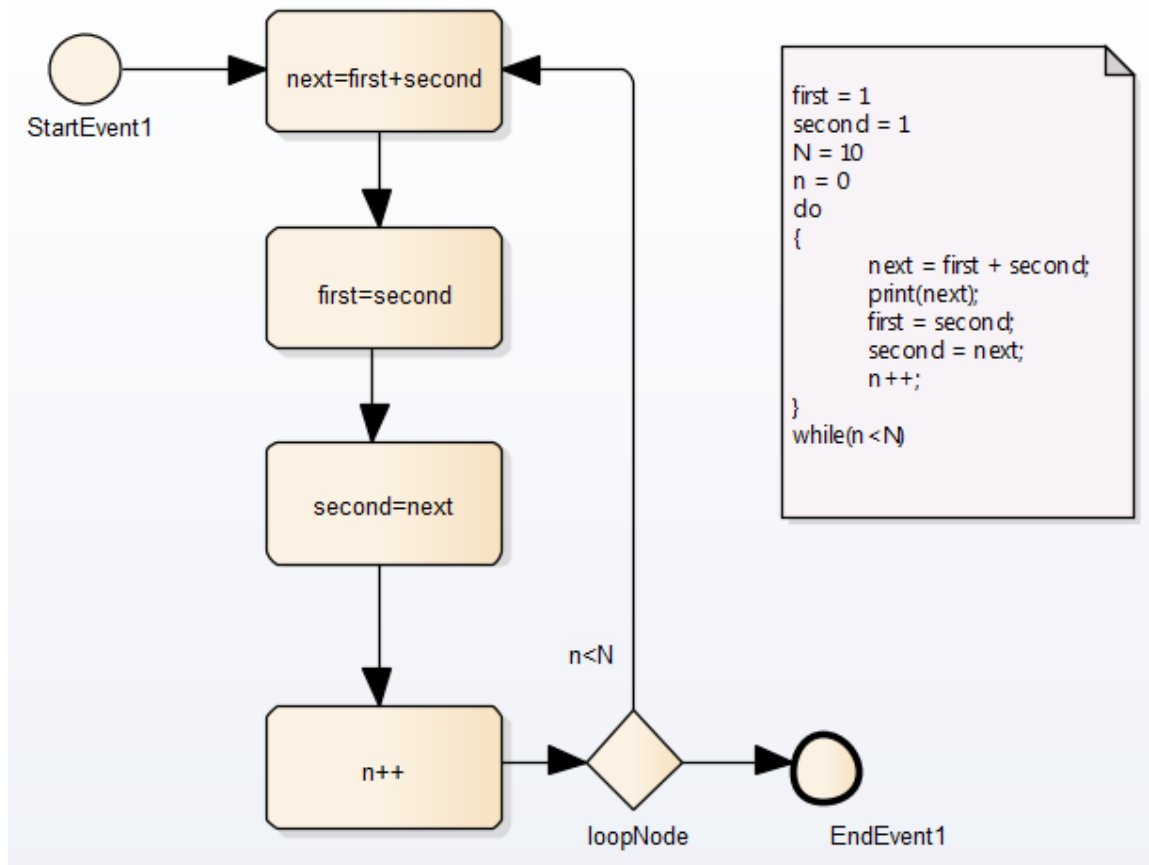 next=first+second
StartEvent1
first=second
second=next
n<N
n++
loopNode
EndEvent1
first = 1
second = 1
N = 10
n = 0
do
{
next = first + second;
print(next);
first = second;
second = next;
n++;
}
while(n<N)